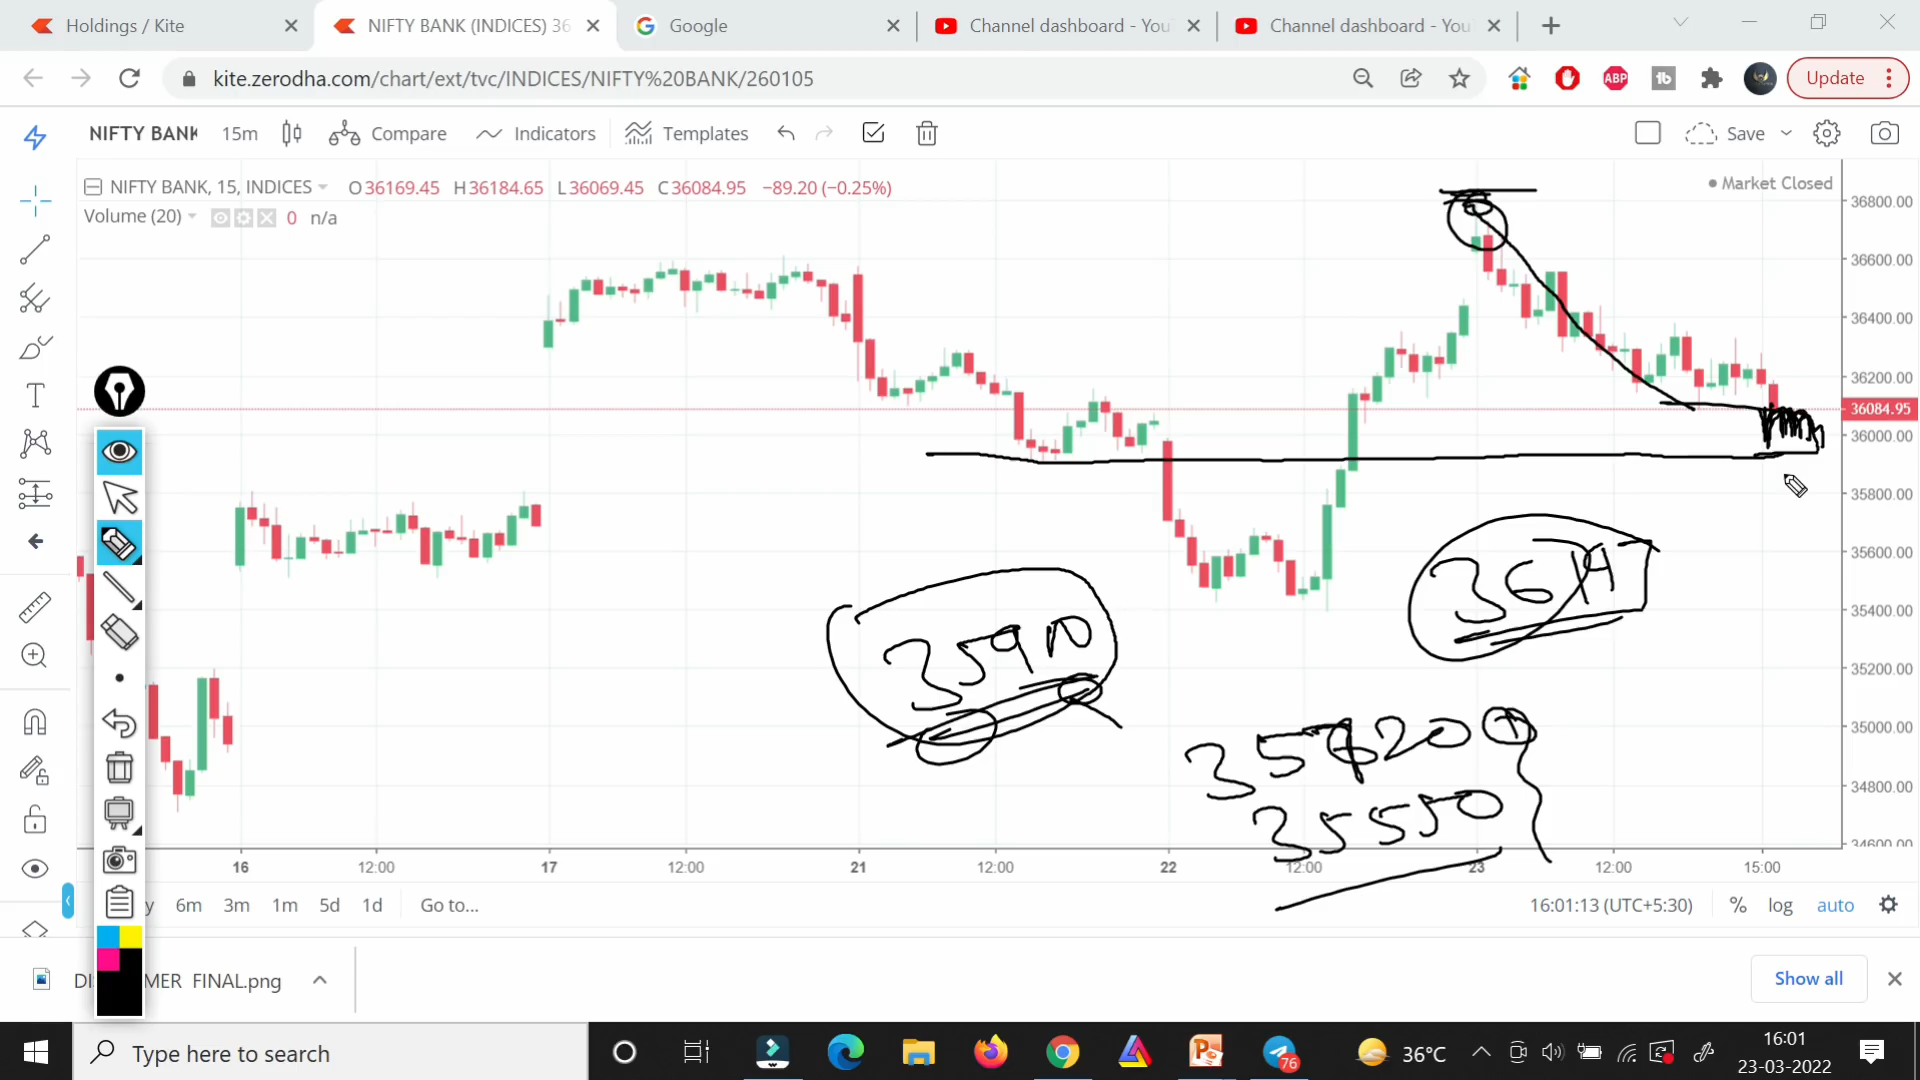 Holdings / Kite
NIFTY BANK (INDICES) 36
Google
Channel dashboard - You
Channel dashboard - You
kite.zerodha.com/chart/ext/tvc/INDICES/NIFTY%20BANK/260105
ABP
Update
NIFTY BANK
15m
Compare
Indicators
Templates
Save
NIFTY BANK, 15, INDICES
O36169.45 H36184.65 L36069.45 C36084.95 −89.20 (−0.25%)
Market Closed
Volume (20)
0 n/a
36800.00
36600.00
36400.00
36200.00
36084.95
36000.00
35800.00
35600.00
35400.00
35200.00
35000.00
34800.00
34600.00
35910
35550
16
12:00
17
12:00
21
12:00
22
12:00
23
12:00
15:00
y
6m
3m
1m
5d
1d
Go to...
16:01:13 (UTC+5:30)
%
log
auto
DI
MER FINAL.png
Show all
Type here to search
76
36°C
16:01
23-03-2022